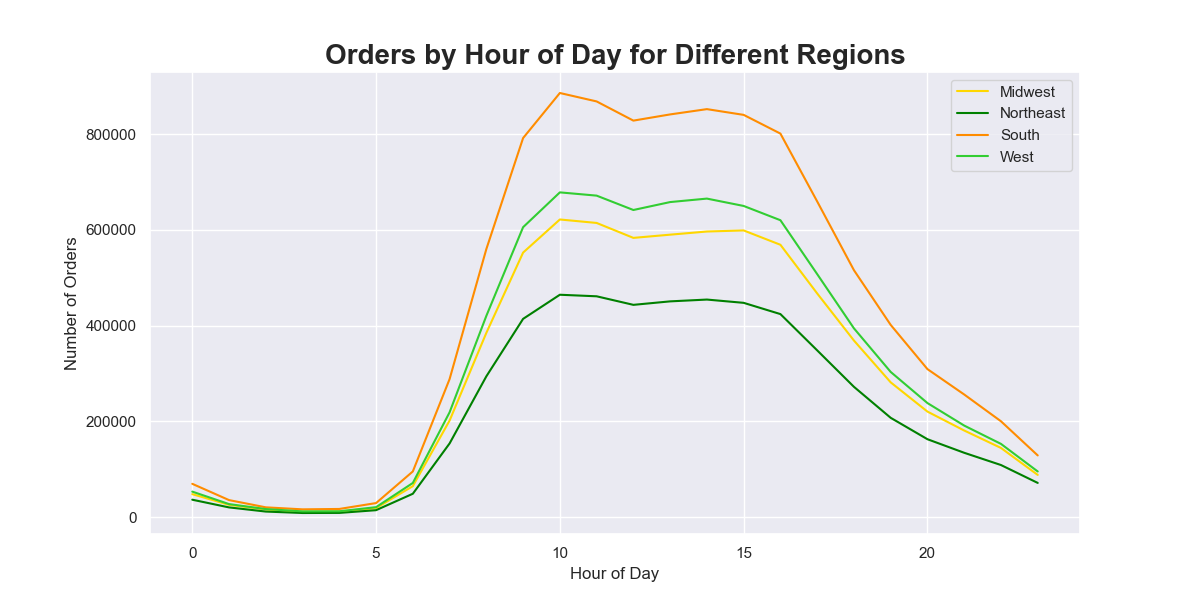 Orders by Hour of Day for Different Regions
Midwest
Northeast
South
West
Number of Orders
800000
600000
400000
200000
0
0 5 10 15 20
Hour of Day